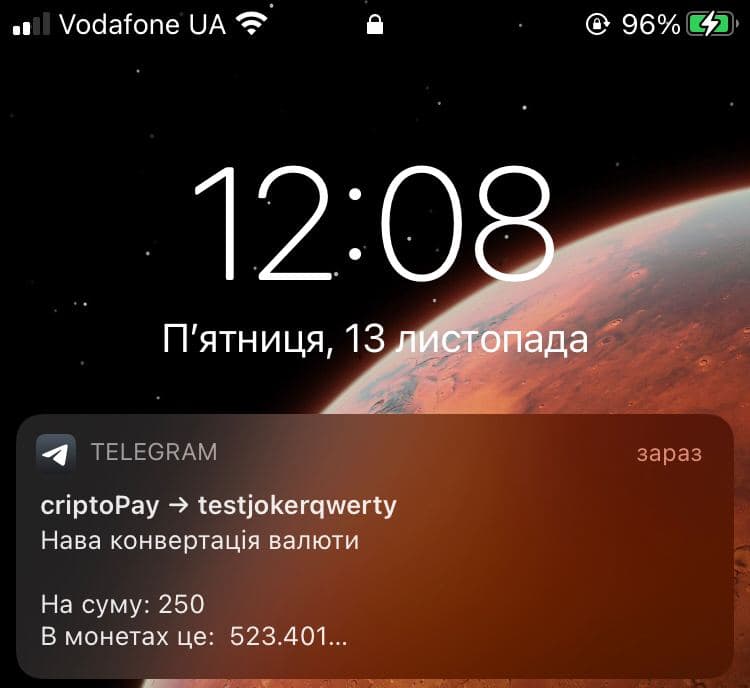 Vodafone UA
96%
12:08
П’ятниця, 13 листопада
TELEGRAM
зараз
criptoPay → testjokerqwerty
Нава конвертація валюти
На суму: 250
В монетах це:  523.401...